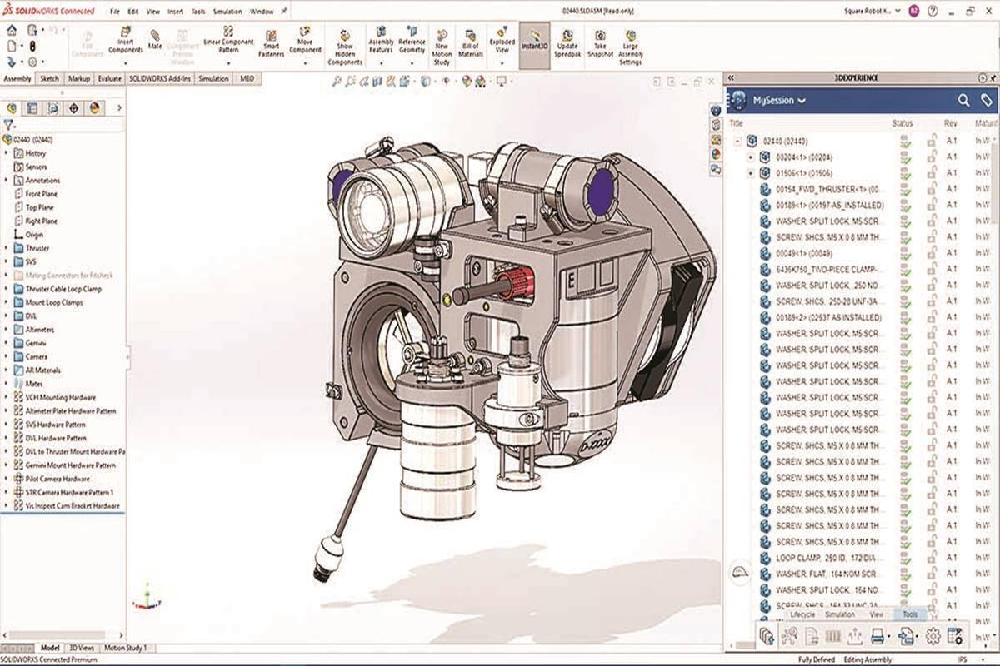 SOLIDWORKS Connected File Edit View Insert Tools Simulation Window
02440.SLDASM [Read-only]
Square Robot K...
Edit Component
Insert Components
Mate
Component Preview Window
Linear Component Pattern
Smart Fasteners
Move Component
Show Hidden Components
Assembly Features
Reference Geometry
New Motion Study
Bill of Materials
Exploded View
Instant3D
Update Speedpak
Take Snapshot
Large Assembly Settings
Assembly Sketch Markup Evaluate SOLIDWORKS Add-Ins Simulation MBD
02440 (02440)
History
Sensors
Annotations
Front Plane
Top Plane
Right Plane
Origin
Thruster
SVS
Mating Connectors for Fitcheck
Thruster Cable Loop Clamp
Mount Loop Clamps
DVL
Altimeters
Gemini
Camera
AR Materials
Mates
VCH Mounting Hardware
Altimeter Plate Hardware Pattern
SVS Hardware Pattern
DVL Hardware Pattern
DVL to Thruster Mount Hardware Pa
Gemini Mount Hardware Pattern
Pilot Camera Hardware
STR Camera Hardware Pattern 1
Vis Inspect Cam Bracket Hardware
E
3DEXPERIENCE
MySession
Title Status Rev Maturi
02440 (02440) A.1 In W
00204<1> (00204) A.1 In W
01506<1> (01506) A.1 In W
00154_FWD_THRUSTER<1> (00... A.1 In W
00189<1> (00197-AS_INSTALLED) A.1 In W
WASHER, SPLIT LOCK, M5 SCR... A.1 In W
SCREW, SHCS, M5 X 0.8 MM TH... A.1 In W
00049<1> (00049) A.1 In W
6436K750_TWO-PIECE CLAMP-... A.1 In W
WASHER, SPLIT LOCK, .250 NO... A.1 In W
SCREW, SHCS, .250-28 UNF-3A... A.1 In W
00189<2> (02537 AS INSTALLED) A.1 In W
WASHER, SPLIT LOCK, M5 SCR... A.1 In W
WASHER, SPLIT LOCK, M5 SCR... A.1 In W
WASHER, SPLIT LOCK, M5 SCR... A.1 In W
WASHER, SPLIT LOCK, M5 SCR... A.1 In W
WASHER, SPLIT LOCK, M5 SCR... A.1 In W
WASHER, SPLIT LOCK, M5 SCR... A.1 In W
WASHER, SPLIT LOCK, M5 SCR... A.1 In W
SCREW, SHCS, M5 X 0.8 MM TH... A.1 In W
SCREW, SHCS, M5 X 0.8 MM TH... A.1 In W
SCREW, SHCS, M5 X 0.8 MM TH... A.1 In W
SCREW, SHCS, M5 X 0.8 MM TH... A.1 In W
SCREW, SHCS, M5 X 0.8 MM TH... A.1 In W
SCREW, SHCS, M5 X 0.8 MM TH... A.1 In W
SCREW, SHCS, M5 X 0.8 MM TH... A.1 In W
LOOP CLAMP, .250 ID, .172 DIA... A.1 In W
WASHER, FLAT, .164 NOM SCR... A.1 In W
WASHER, SPLIT LOCK, .164 NO... A.1 In W
SCREW, SHCS, .164-32 UNC-3A... A.1 In W
Lifecycle Simulation View Tools
Model 3D Views Motion Study 1
SOLIDWORKS Connected Premium
Fully Defined Editing Assembly IPS